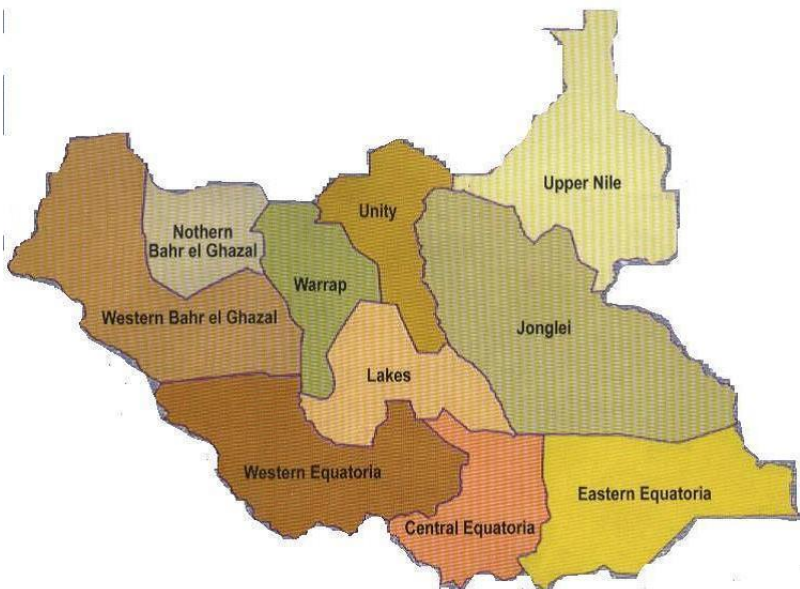 Upper Nile
Unity
Nothern
Bahr el Ghazal
Warrap
Western Bahr el Ghazal
Jonglei
Lakes
Western Equatoria
Eastern Equatoria
Central Equatoria